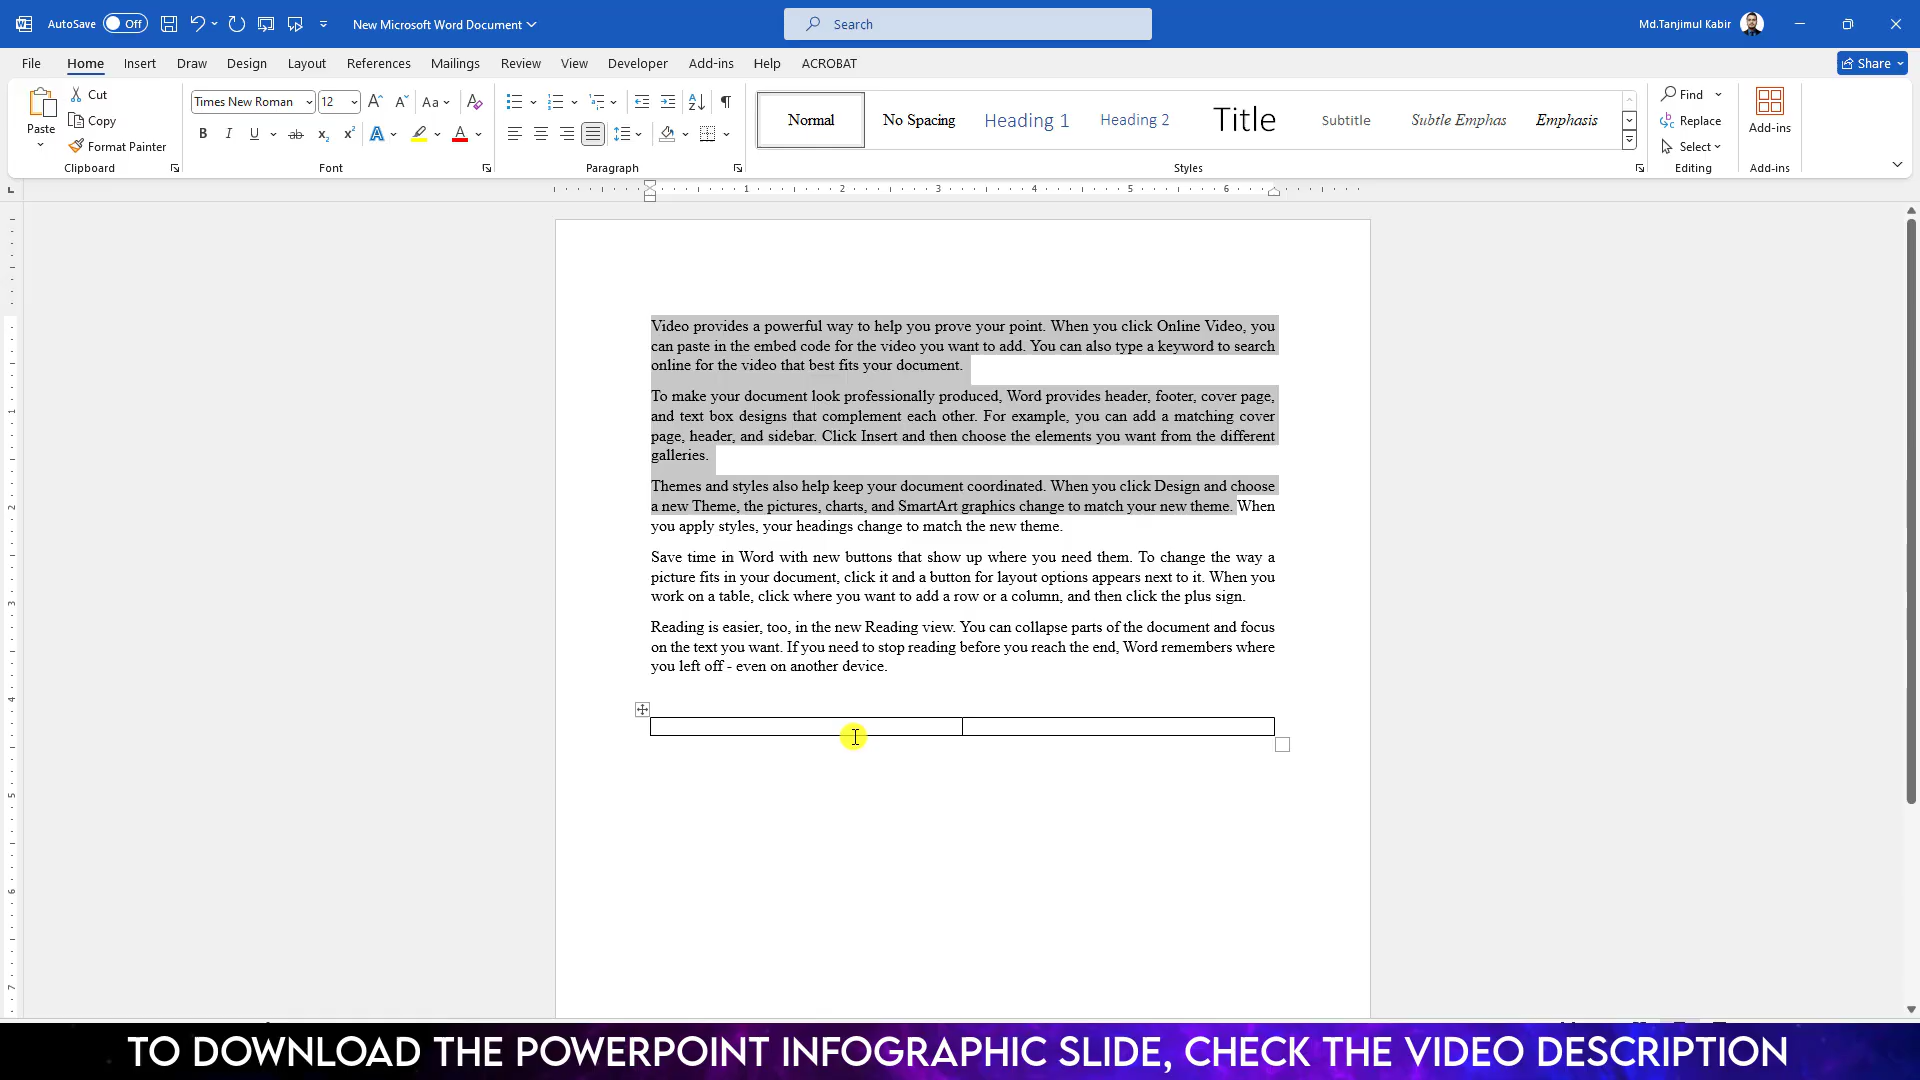 AutoSave Off New Microsoft Word Document Search Md.Tanjimul Kabir
File Home Insert Draw Design Layout References Mailings Review View Developer Add-ins Help ACROBAT Share
Paste Cut Copy Format Painter Clipboard
Times New Roman 12 Font
Paragraph
Normal No Spacing Heading 1 Heading 2 Title Subtitle Subtle Emphas Emphasis Styles
Find Replace Select Editing
Add-ins Add-ins
1 2 3 4 5 6
Video provides a powerful way to help you prove your point. When you click Online Video, you
can paste in the embed code for the video you want to add. You can also type a keyword to search
online for the video that best fits your document.
To make your document look professionally produced, Word provides header, footer, cover page,
and text box designs that complement each other. For example, you can add a matching cover
page, header, and sidebar. Click Insert and then choose the elements you want from the different
galleries.
Themes and styles also help keep your document coordinated. When you click Design and choose
a new Theme, the pictures, charts, and SmartArt graphics change to match your new theme. When
you apply styles, your headings change to match the new theme.
Save time in Word with new buttons that show up where you need them. To change the way a
picture fits in your document, click it and a button for layout options appears next to it. When you
work on a table, click where you want to add a row or a column, and then click the plus sign.
Reading is easier, too, in the new Reading view. You can collapse parts of the document and focus
on the text you want. If you need to stop reading before you reach the end, Word remembers where
you left off - even on another device.
TO DOWNLOAD THE POWERPOINT INFOGRAPHIC SLIDE, CHECK THE VIDEO DESCRIPTION